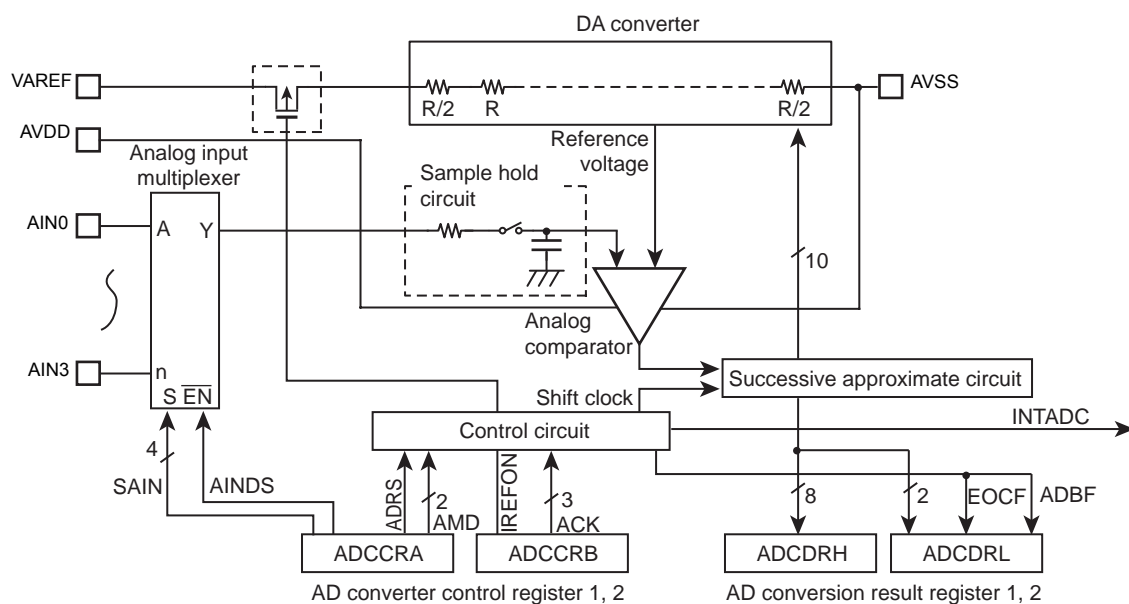 DA converter
VAREF
R/2
R
R/2
AVSS
AVDD
Analog input
multiplexer
Reference
voltage
Sample hold
circuit
AIN0
A
Y
10
Analog
comparator
AIN3
n
S
EN
Successive approximate circuit
Shift clock
INTADC
Control circuit
4
SAIN
AINDS
ADRS
2
AMD
IREFON
3
ACK
8
2
EOCF
ADBF
ADCCRA
ADCCRB
ADCDRH
ADCDRL
AD converter control register 1, 2
AD conversion result register 1, 2